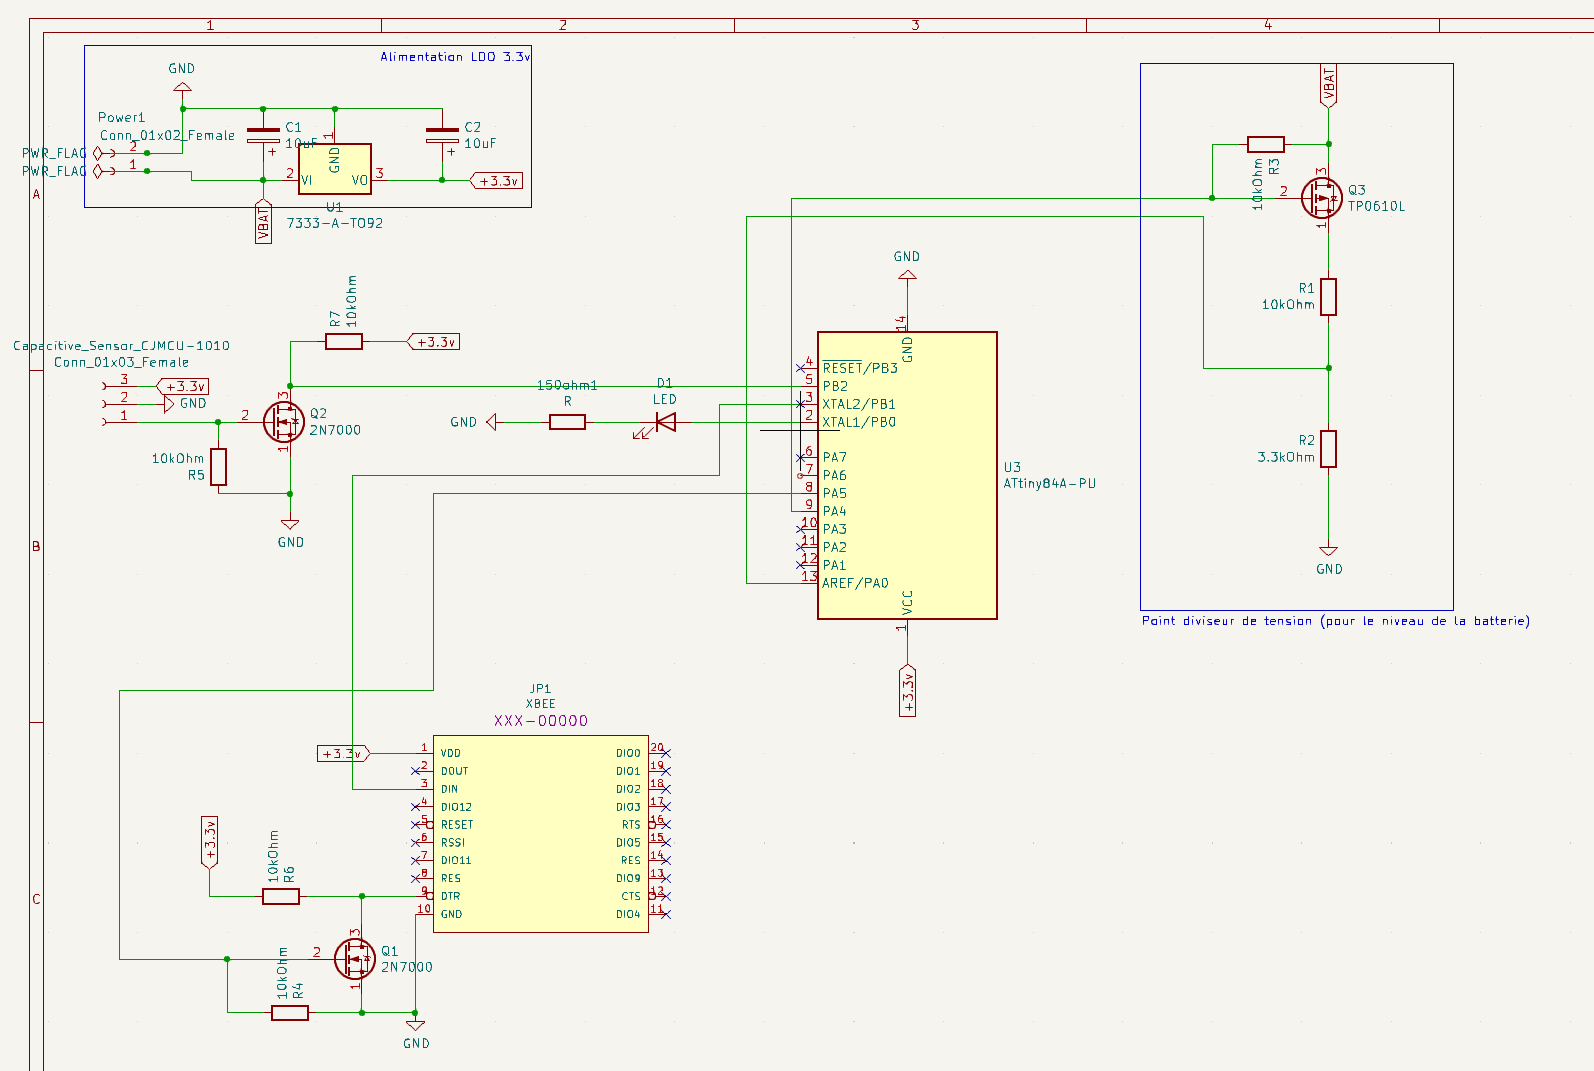 1
2
3
4
A
B
C
Alimentation LDO 3.3v
GND
Power1
Conn_01x02_Female
PWR_FLAG
2
PWR_FLAG
1
C1
10uF
+
1
GND
2
VI
VO
3
C2
10uF
+
+3.3v
U1
7333-A-TO92
VBAT
R7
10kOhm
+3.3v
Capacitive_Sensor_CJMCU-1010
Conn_01x03_Female
3
+3.3v
2
GND
1
2
3
Q2
2N7000
1
10kOhm
R5
GND
150ohm1
R
D1
LED
GND
GND
14
GND
4
RESET/PB3
5
PB2
3
XTAL2/PB1
2
XTAL1/PB0
6
PA7
7
PA6
8
PA5
9
PA4
10
PA3
11
PA2
12
PA1
13
AREF/PA0
VCC
1
+3.3v
U3
ATtiny84A-PU
VBAT
R3
10kOhm
2
3
Q3
TP0610L
1
R1
10kOhm
R2
3.3kOhm
GND
Point diviseur de tension (pour le niveau de la batterie)
JP1
XBEE
XXX-00000
+3.3v
1 VDD
2 DOUT
3 DIN
4 DIO12
5 RESET
6 RSSI
7 DIO11
8 RES
9 DTR
10 GND
DIO0 20
DIO1 19
DIO2 18
DIO3 17
RTS 16
DIO5 15
RES 14
DIO9 13
CTS 12
DIO4 11
+3.3v
10kOhm
R6
3
2
Q1
2N7000
1
10kOhm
R4
GND